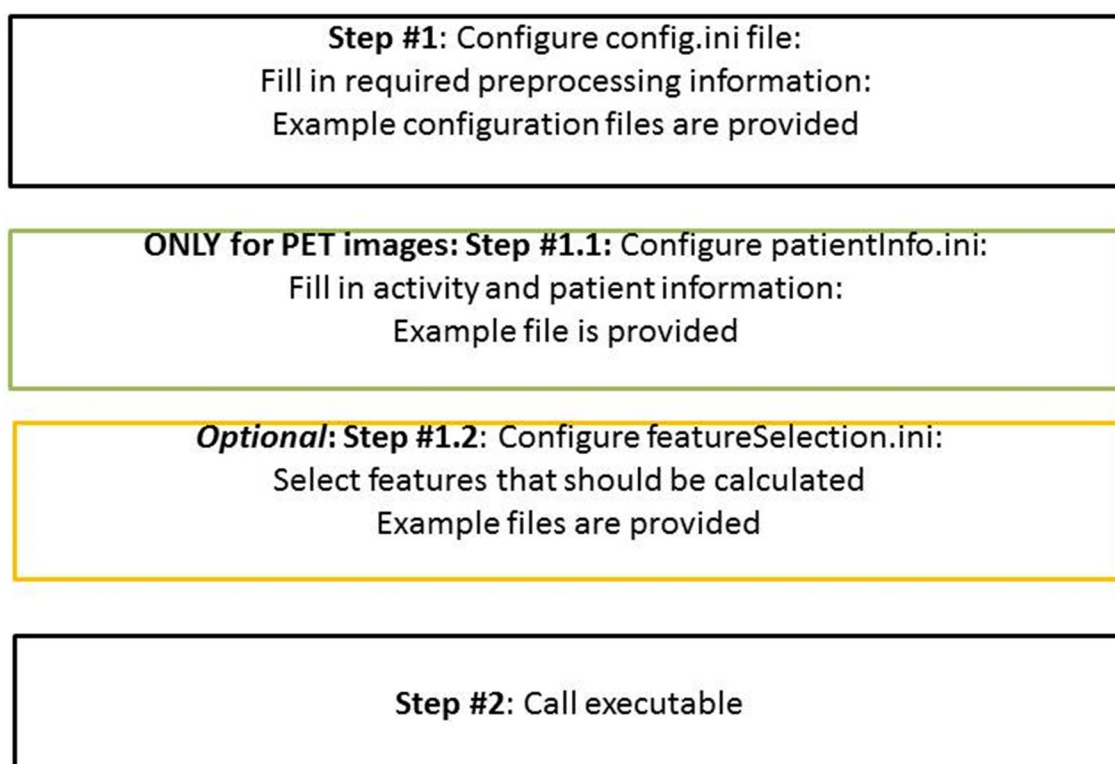 Step #1: Configure config.ini file:
Fill in required preprocessing information:
Example configuration files are provided
ONLY for PET images: Step #1.1: Configure patientInfo.ini:
Fill in activity and patient information:
Example file is provided
Optional: Step #1.2: Configure featureSelection.ini:
Select features that should be calculated
Example files are provided
Step #2: Call executable